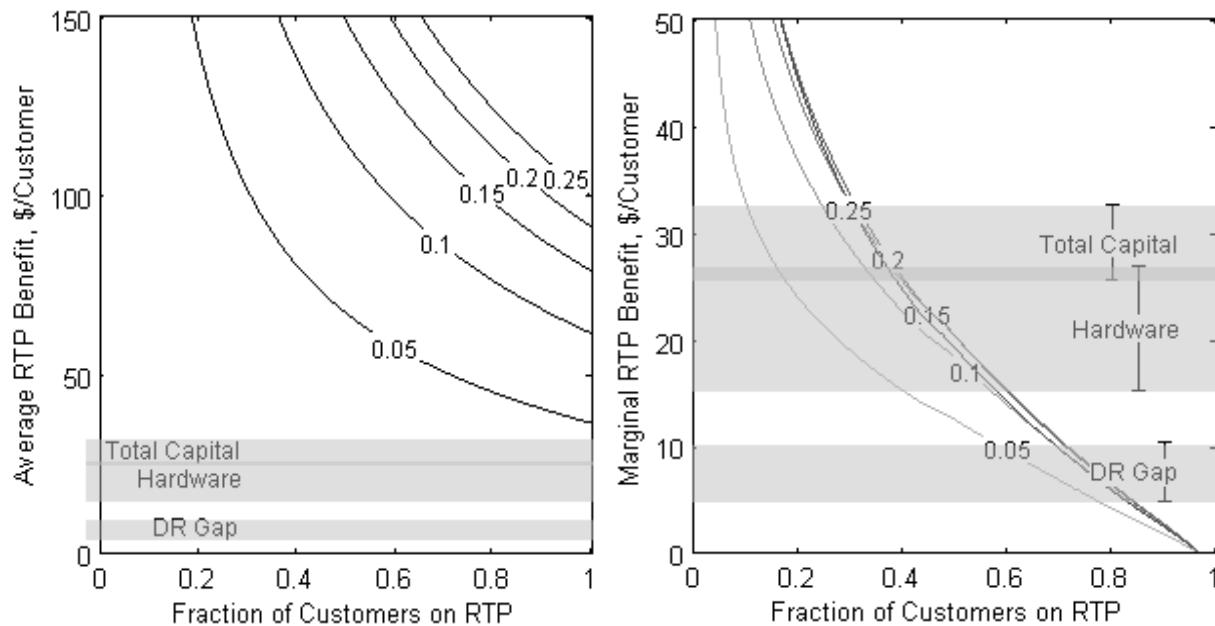 150
100
50
0
Average RTP Benefit, $/Customer
0.25
0.2
0.15
0.1
0.05
Total Capital
Hardware
DR Gap
0 0.2 0.4 0.6 0.8 1
Fraction of Customers on RTP
50
40
30
20
10
0
Marginal RTP Benefit, $/Customer
0.25
0.2
0.15
0.1
0.05
Total Capital
Hardware
DR Gap
0 0.2 0.4 0.6 0.8 1
Fraction of Customers on RTP